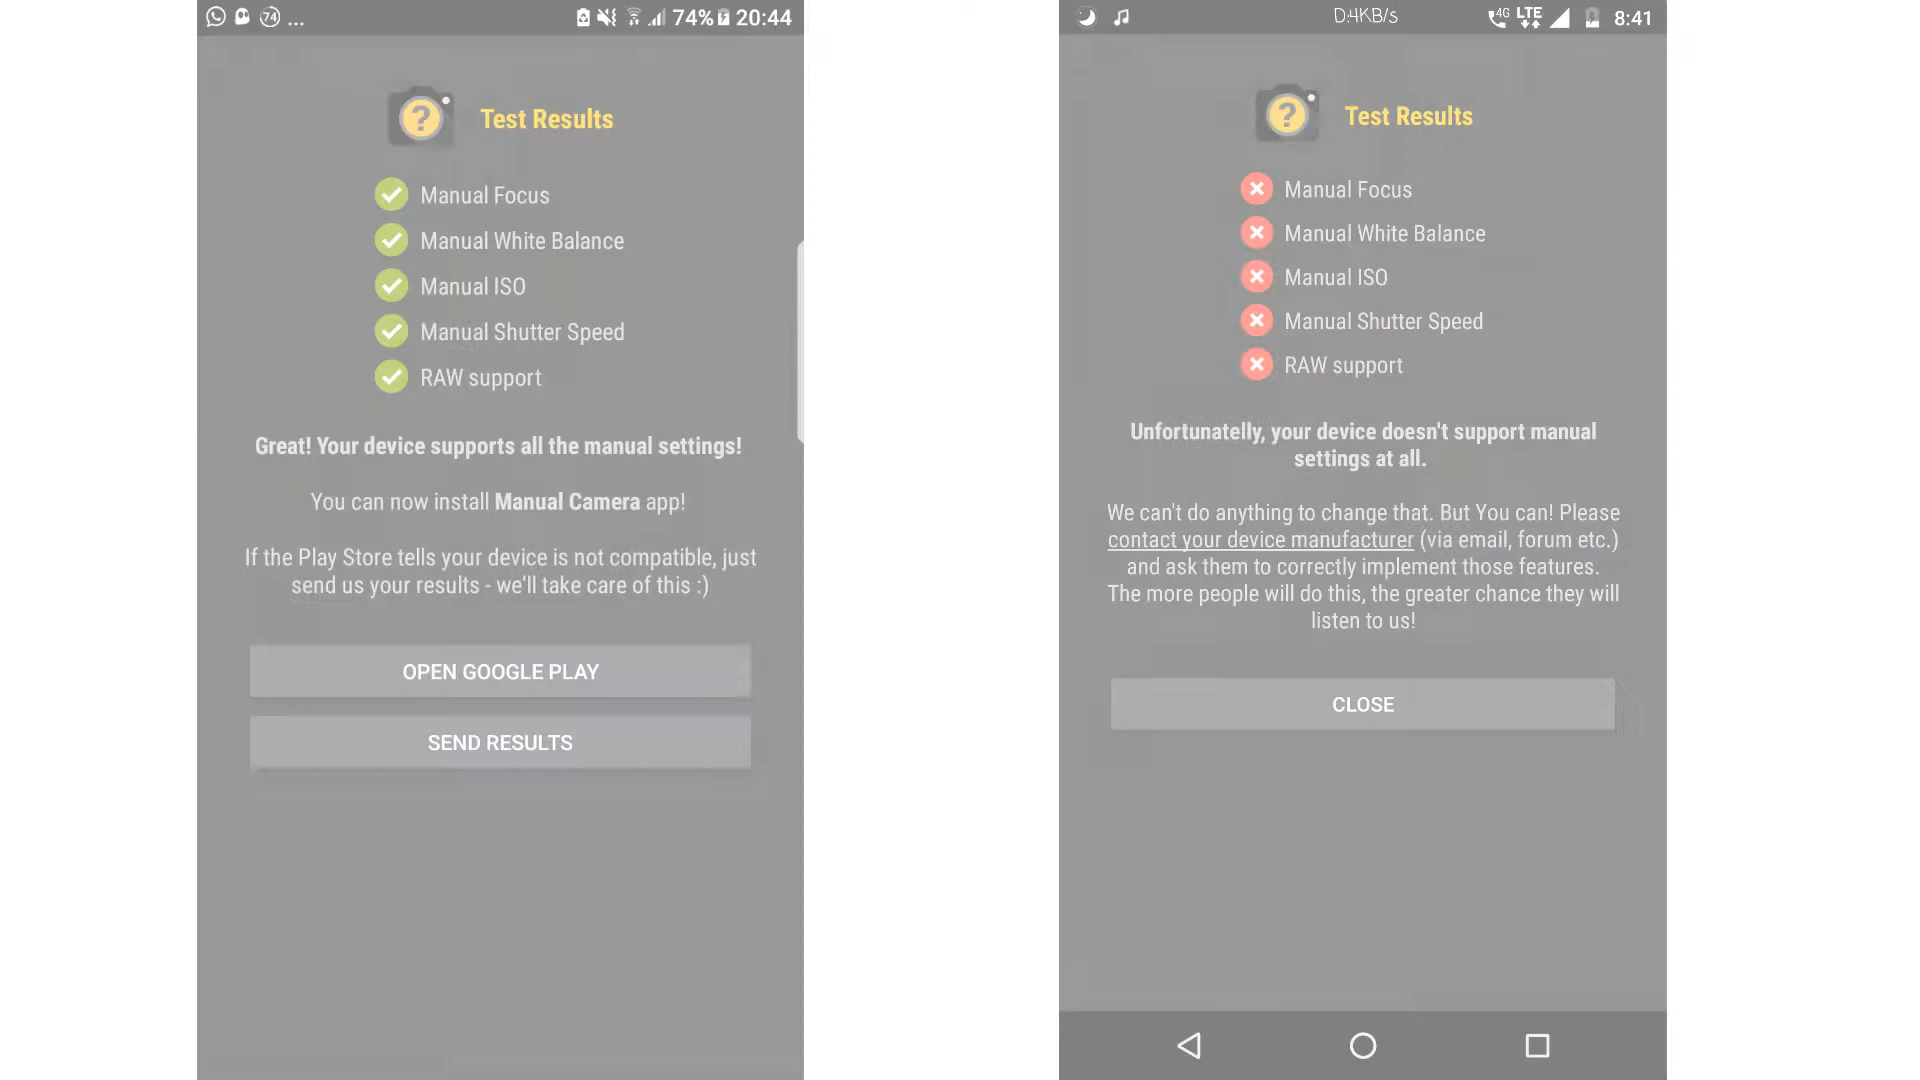 74 ... 74% 20:44
Test Results
Manual Focus
Manual White Balance
Manual ISO
Manual Shutter Speed
RAW support
Great! Your device supports all the manual settings!
You can now install Manual Camera app!
If the Play Store tells your device is not compatible, just
send us your results - we'll take care of this :)
OPEN GOOGLE PLAY
SEND RESULTS
D:4KB/s 4G LTE 8:41
Test Results
Manual Focus
Manual White Balance
Manual ISO
Manual Shutter Speed
RAW support
Unfortunatelly, your device doesn't support manual
settings at all.
We can't do anything to change that. But You can! Please
contact your device manufacturer (via email, forum etc.)
and ask them to correctly implement those features.
The more people will do this, the greater chance they will
listen to us!
CLOSE